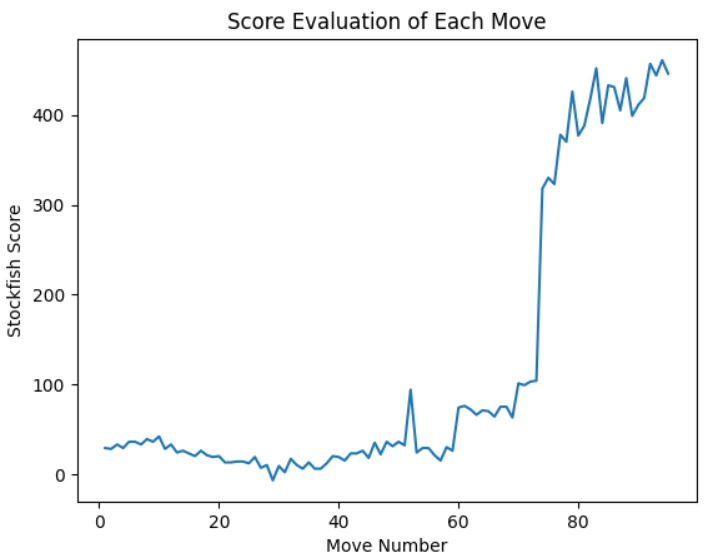 Score Evaluation of Each Move
Stockfish Score
400
300
200
100
0
0 20 40 60 80
Move Number